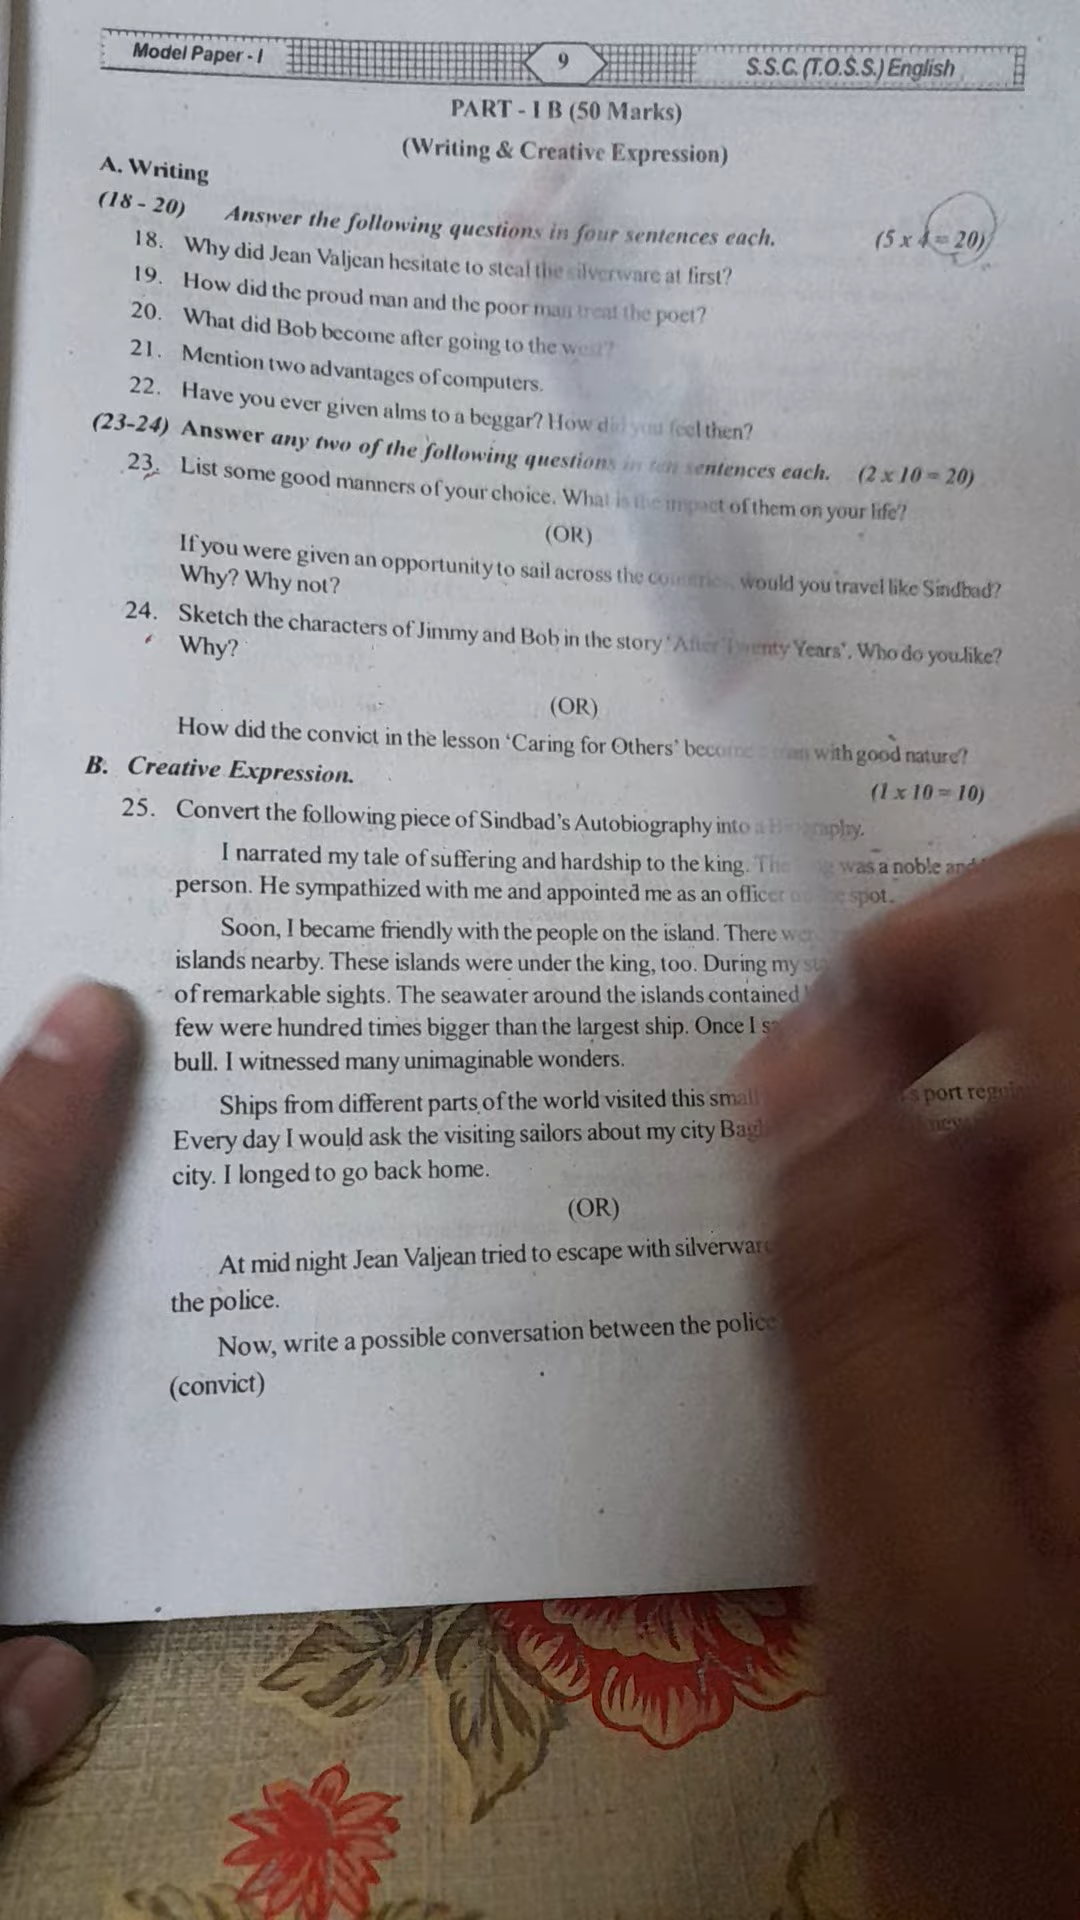 Model Paper - I
9
S.S.C. (T.O.S.S.) English
PART - I B (50 Marks)
(Writing & Creative Expression)
A. Writing
(18 - 20) Answer the following questions in four sentences each. (5 x 4 = 20)
18. Why did Jean Valjean hesitate to steal the silverware at first?
19. How did the proud man and the poor man treat the poet?
20. What did Bob become after going to the west?
21. Mention two advantages of computers.
22. Have you ever given alms to a beggar? How did you feel then?
(23-24) Answer any two of the following questions in ten sentences each. (2 x 10 = 20)
23. List some good manners of your choice. What is the impact of them on your life?
(OR)
If you were given an opportunity to sail across the countries, would you travel like Sindbad?
Why? Why not?
24. Sketch the characters of Jimmy and Bob in the story 'After Twenty Years'. Who do you like?
Why?
(OR)
How did the convict in the lesson 'Caring for Others' become a man with good nature?
B. Creative Expression. (1 x 10 = 10)
25. Convert the following piece of Sindbad's Autobiography into a Biography.
I narrated my tale of suffering and hardship to the king. The was a noble and
person. He sympathized with me and appointed me as an officer spot.
Soon, I became friendly with the people on the island. There
islands nearby. These islands were under the king, too. During my
of remarkable sights. The seawater around the islands contained
few were hundred times bigger than the largest ship. Once I
bull. I witnessed many unimaginable wonders.
Ships from different parts of the world visited this small port
Every day I would ask the visiting sailors about my city
city. I longed to go back home.
(OR)
At mid night Jean Valjean tried to escape with silverware
the police.
Now, write a possible conversation between the police
(convict)